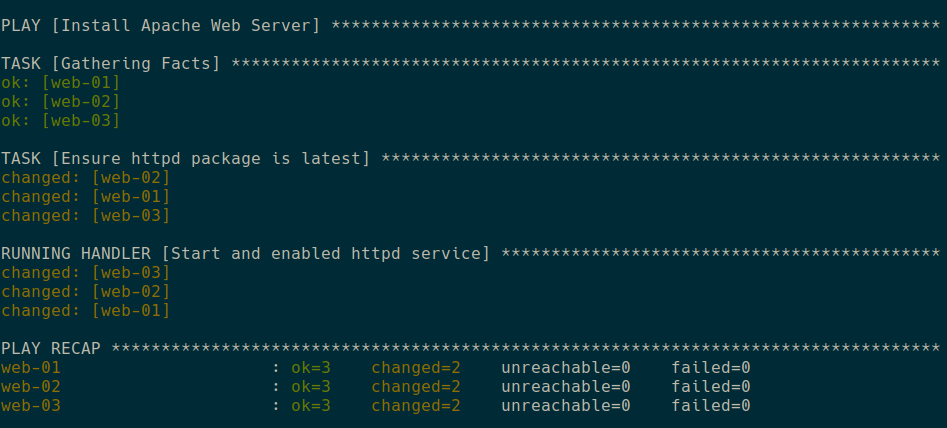 PLAY [Install Apache Web Server] *************************************************************
TASK [Gathering Facts] ***********************************************************************
ok: [web-01]
ok: [web-02]
ok: [web-03]
TASK [Ensure httpd package is latest] ********************************************************
changed: [web-02]
changed: [web-01]
changed: [web-03]
RUNNING HANDLER [Start and enabled httpd service] ********************************************
changed: [web-03]
changed: [web-02]
changed: [web-01]
PLAY RECAP ***********************************************************************************
web-01                     : ok=3    changed=2    unreachable=0    failed=0
web-02                     : ok=3    changed=2    unreachable=0    failed=0
web-03                     : ok=3    changed=2    unreachable=0    failed=0